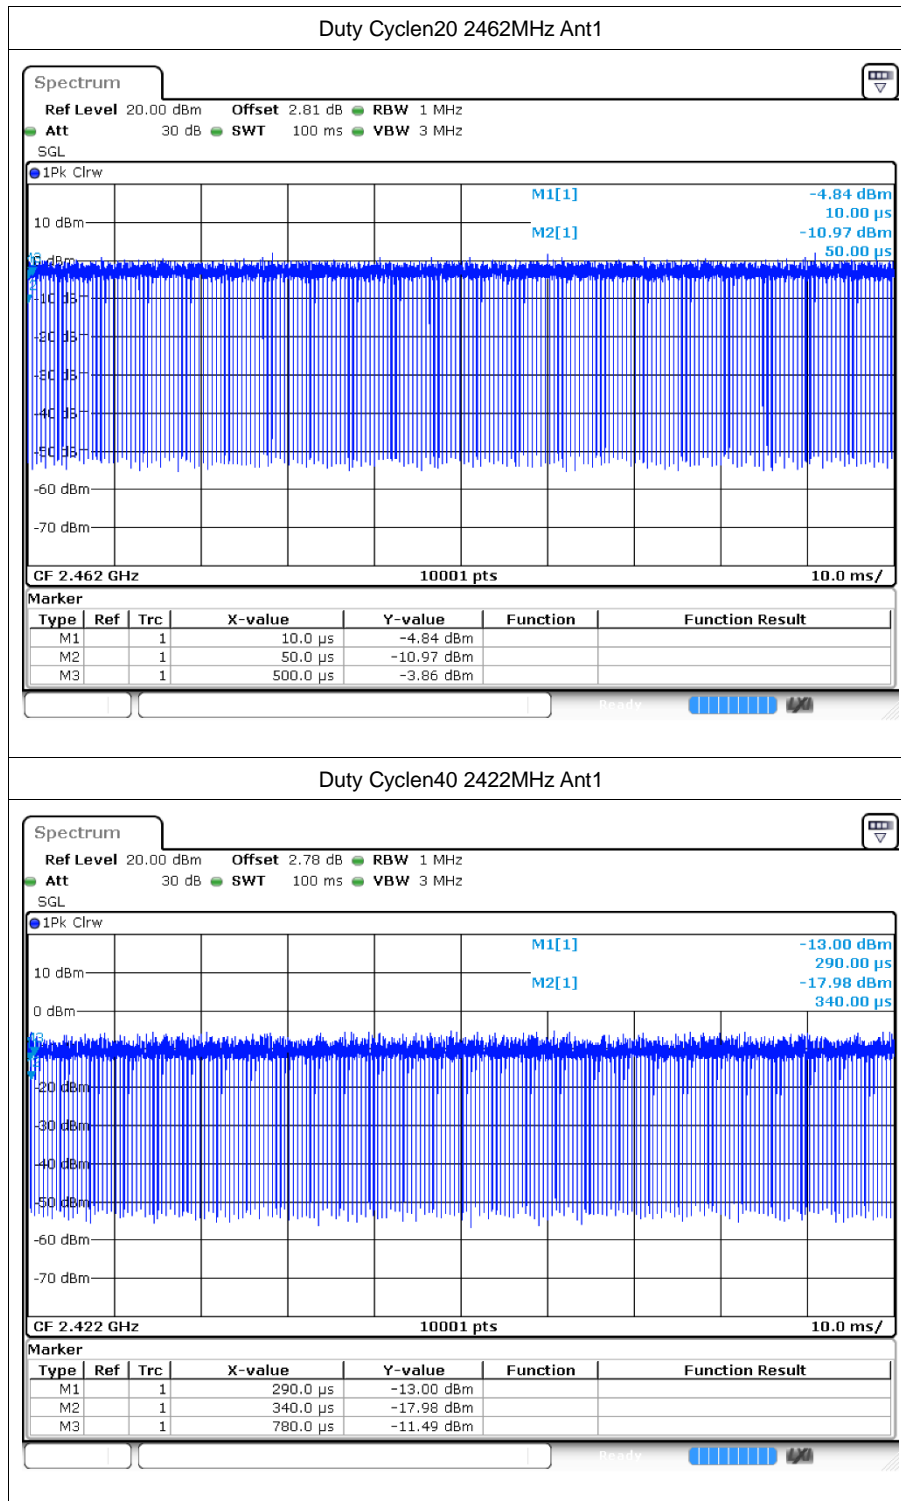 Duty Cyclen20 2462MHz Ant1
Spectrum
Ref Level 20.00 dBm Offset 2.81 dB RBW 1 MHz
Att 30 dB SWT 100 ms VBW 3 MHz
SGL
1Pk Clrw
M1[1] -4.84 dBm
10.00 µs
10 dBm
M2[1] -10.97 dBm
50.00 µs
-60 dBm
-70 dBm
CF 2.462 GHz 10001 pts 10.0 ms/
Marker
Type Ref Trc X-value Y-value Function Function Result
M1 1 10.0 µs -4.84 dBm
M2 1 50.0 µs -10.97 dBm
M3 1 500.0 µs -3.86 dBm
Ready LXI
Duty Cyclen40 2422MHz Ant1
Spectrum
Ref Level 20.00 dBm Offset 2.78 dB RBW 1 MHz
Att 30 dB SWT 100 ms VBW 3 MHz
SGL
1Pk Clrw
M1[1] -13.00 dBm
290.00 µs
10 dBm
M2[1] -17.98 dBm
340.00 µs
0 dBm
-20 dBm
-30 dBm
-40 dBm
-50 dBm
-60 dBm
-70 dBm
CF 2.422 GHz 10001 pts 10.0 ms/
Marker
Type Ref Trc X-value Y-value Function Function Result
M1 1 290.0 µs -13.00 dBm
M2 1 340.0 µs -17.98 dBm
M3 1 780.0 µs -11.49 dBm
Ready LXI